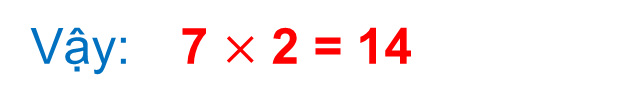 Vậy: 7 × 2 = 14